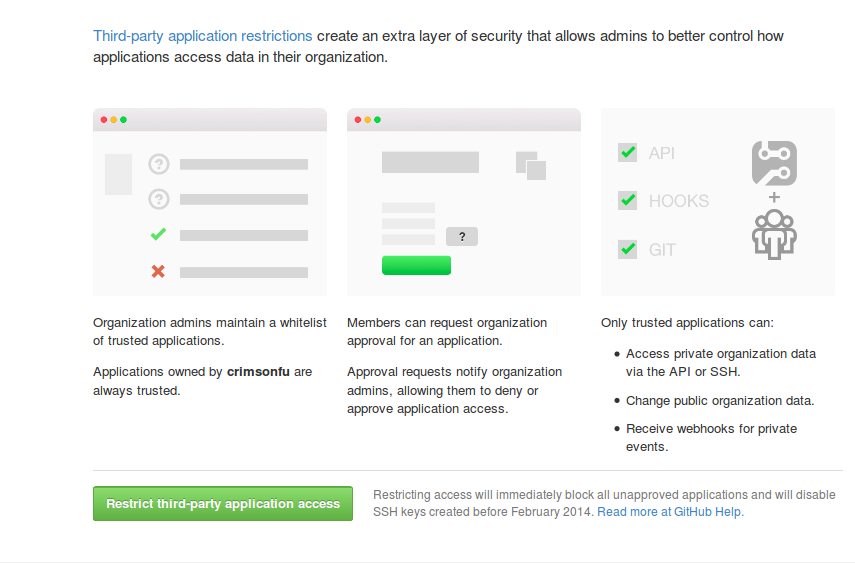 Third-party application restrictions create an extra layer of security that allows admins to better control how
applications access data in their organization.
?
?
?
API
HOOKS
GIT
+
Organization admins maintain a whitelist
of trusted applications.
Applications owned by crimsonfu are
always trusted.
Members can request organization
approval for an application.
Approval requests notify organization
admins, allowing them to deny or
approve application access.
Only trusted applications can:
• Access private organization data
via the API or SSH.
• Change public organization data.
• Receive webhooks for private
events.
Restrict third-party application access
Restricting access will immediately block all unapproved applications and will disable
SSH keys created before February 2014. Read more at GitHub Help.